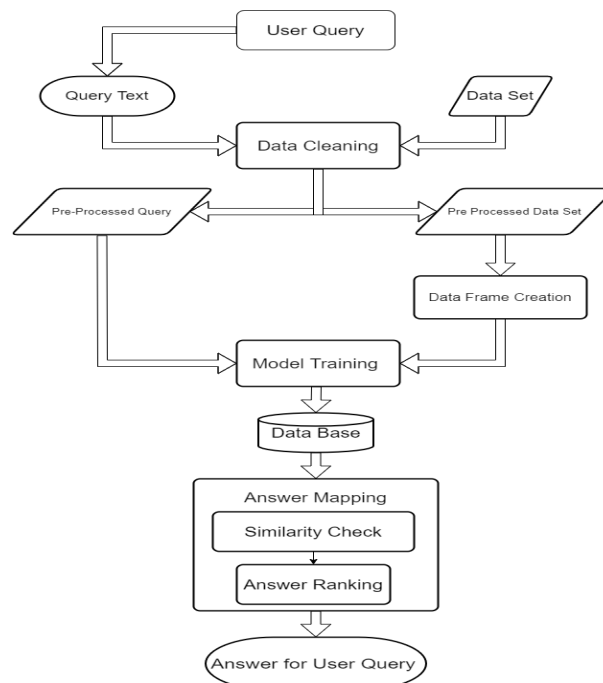 User Query
Query Text
Data Set
Data Cleaning
Pre-Processed Query
Pre Processed Data Set
Data Frame Creation
Model Training
Data Base
Answer Mapping
Similarity Check
Answer Ranking
Answer for User Query